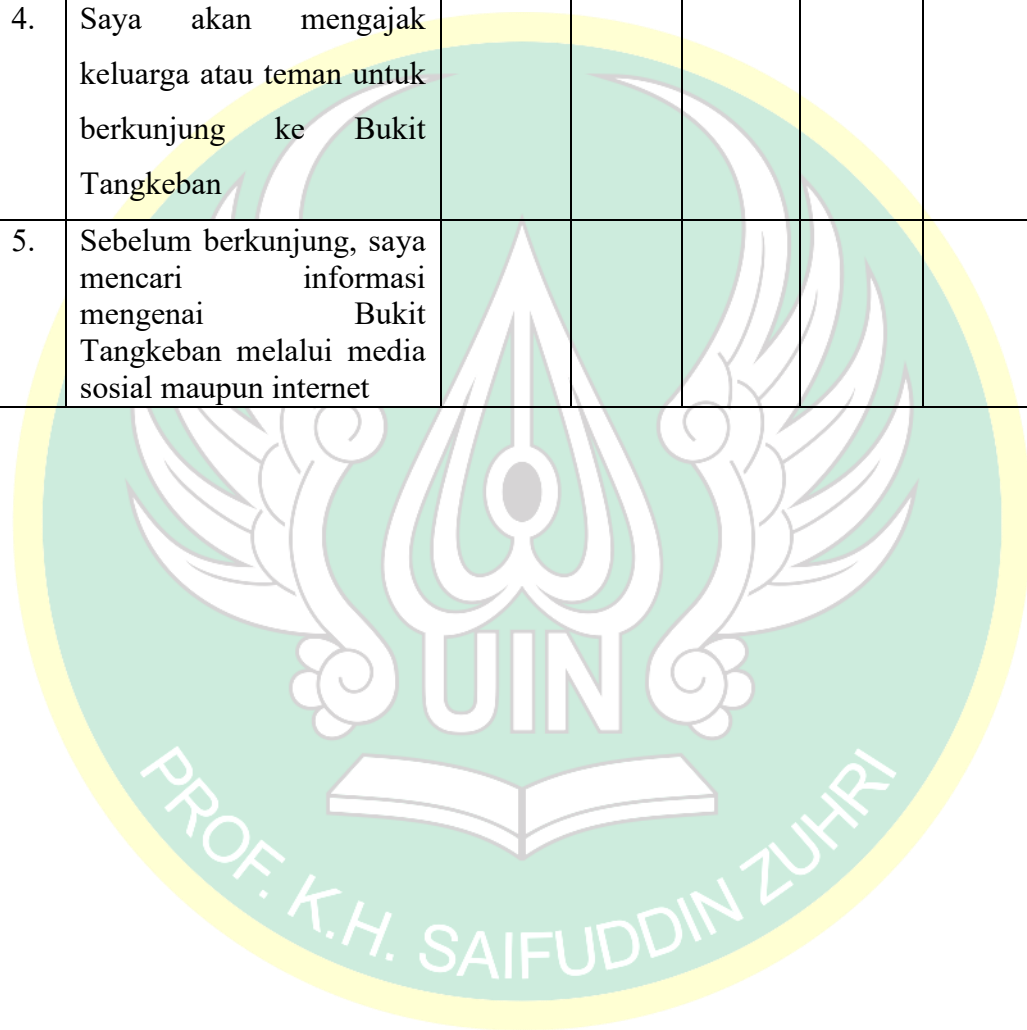 4. Saya akan mengajak
keluarga atau teman untuk
berkunjung ke Bukit
Tangkeban
5. Sebelum berkunjung, saya
mencari informasi
mengenai Bukit
Tangkeban melalui media
sosial maupun internet
UIN
PROF. K.H. SAIFUDDIN ZUHRI